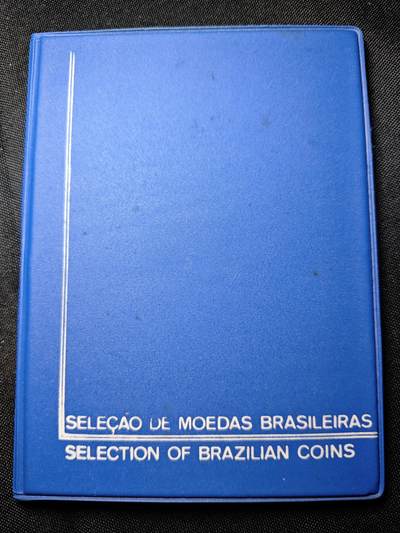 SELEÇÃO DE MOEDAS BRASILEIRAS
SELECTION OF BRAZILIAN COINS